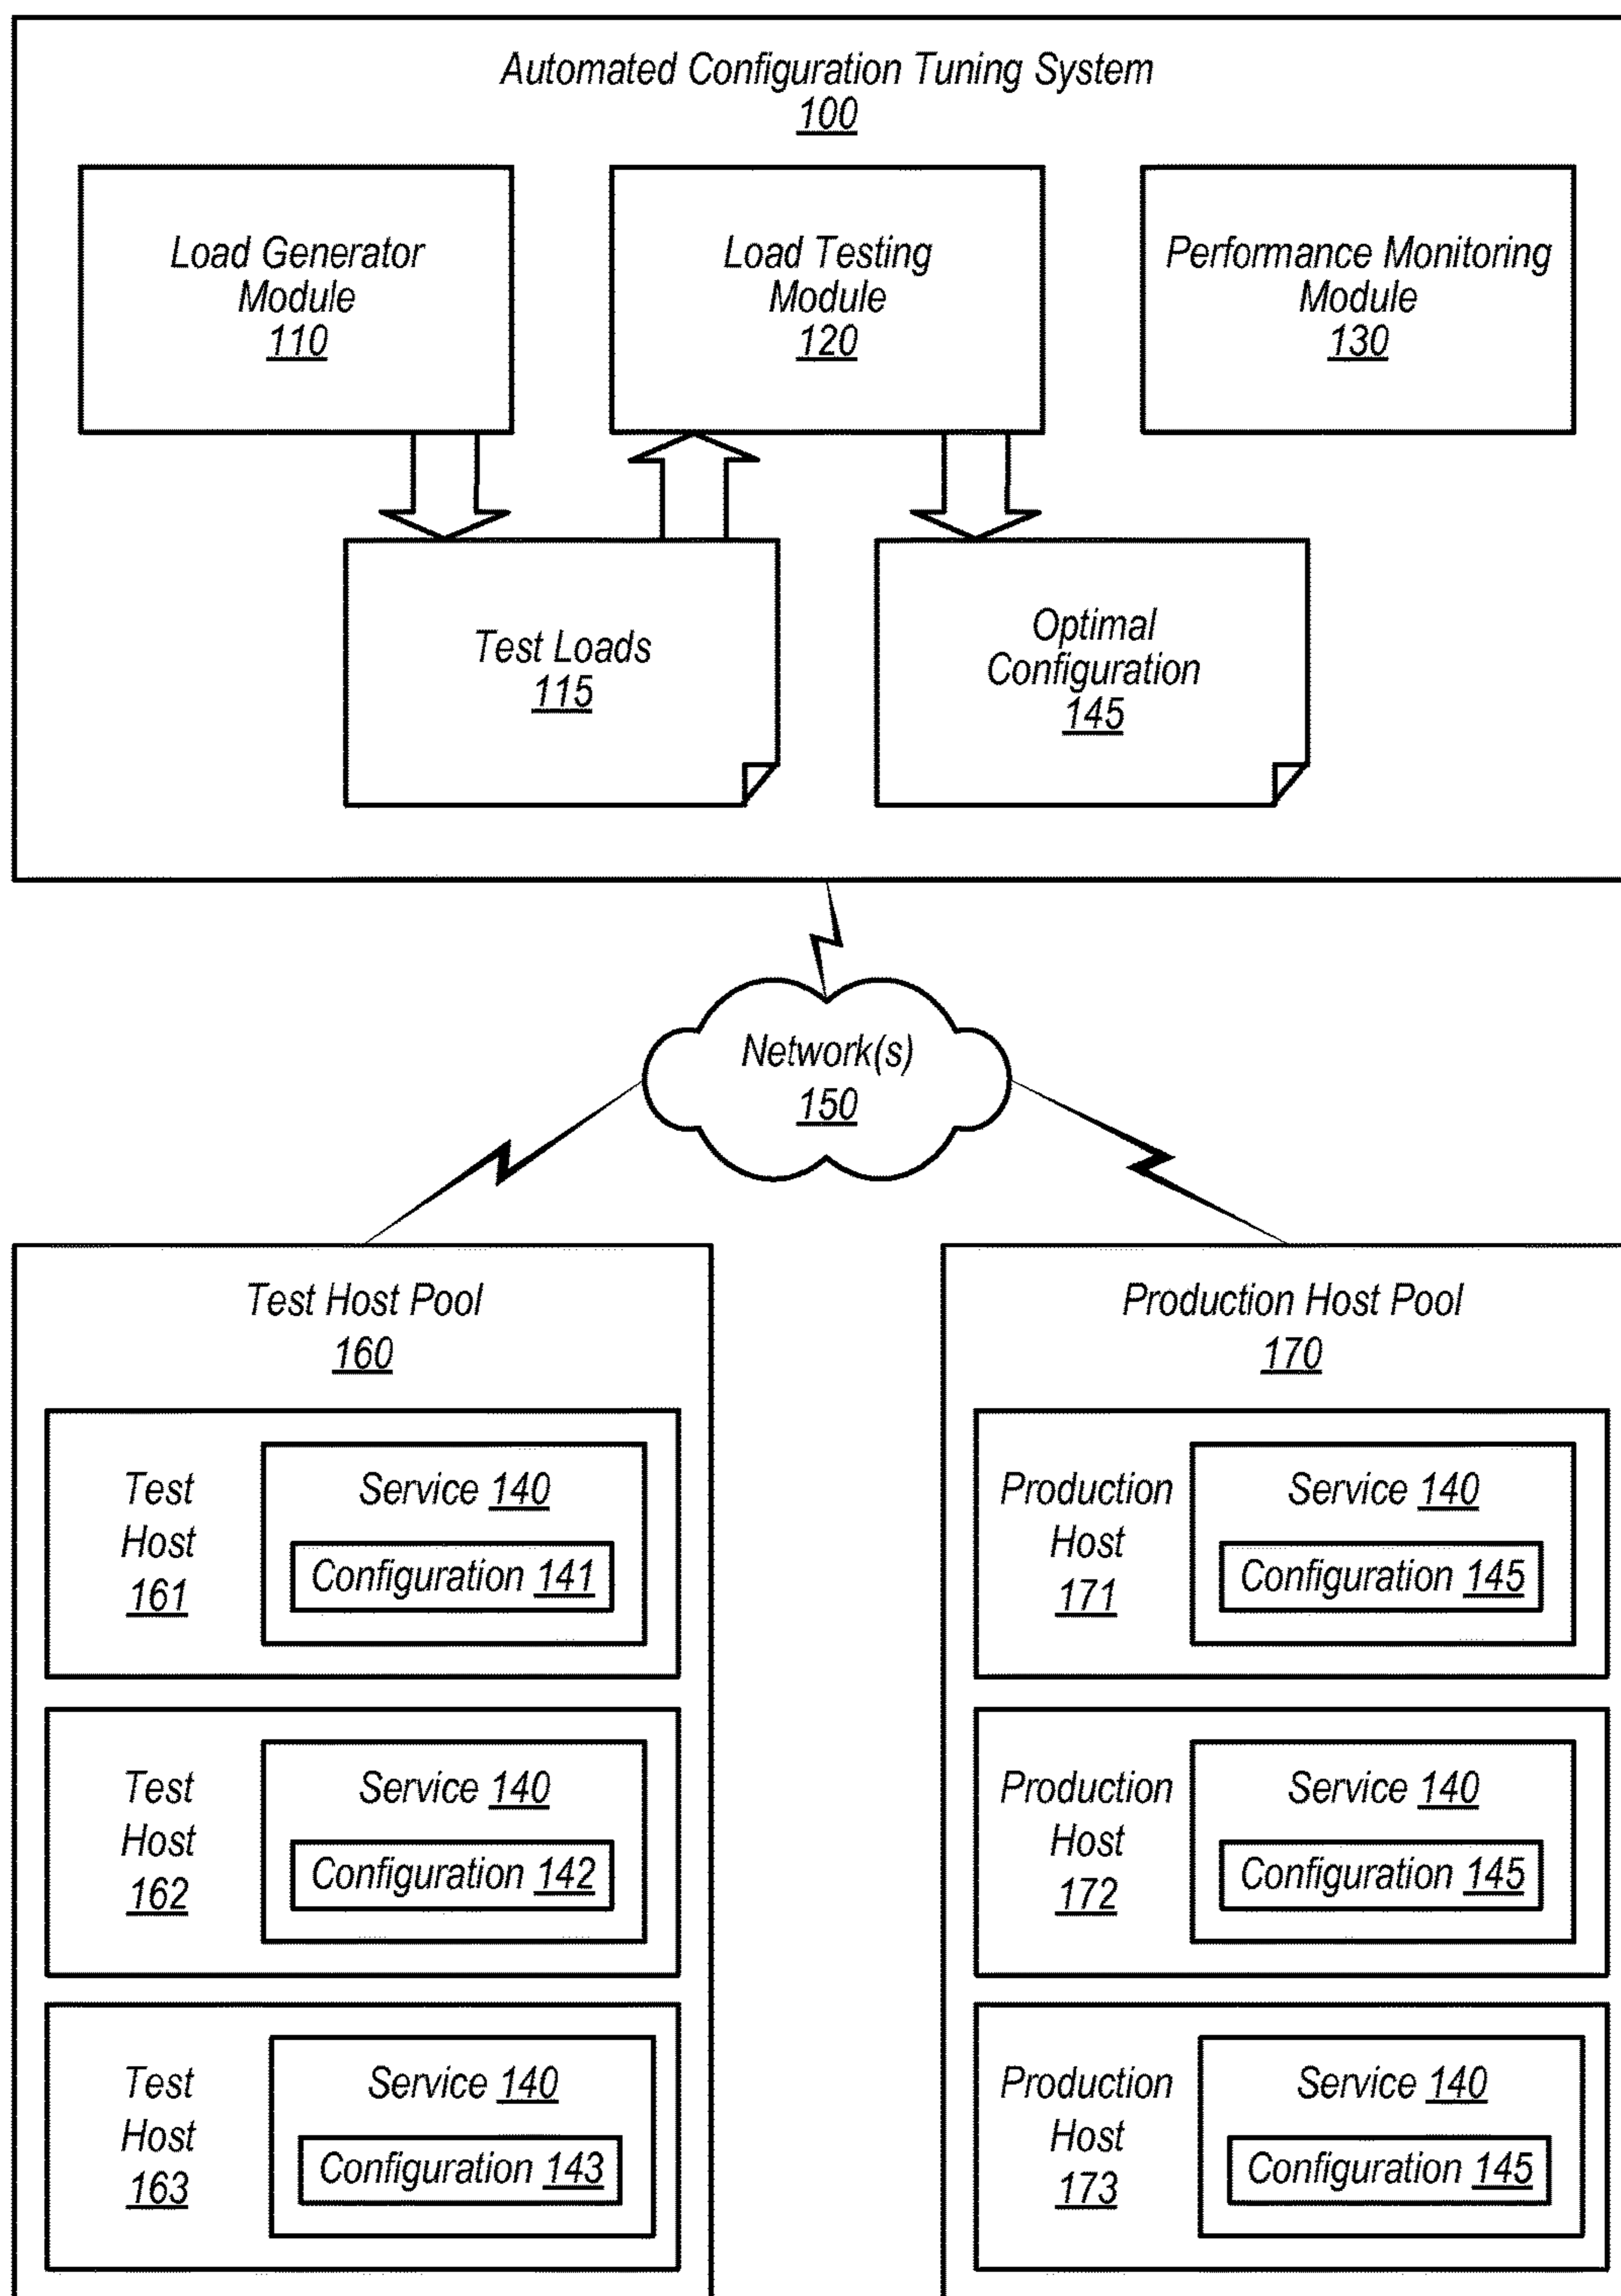 Automated Configuration Tuning System
100
Load Generator
Module
110
Load Testing
Module
120
Performance Monitoring
Module
130
Test Loads
115
Optimal
Configuration
145
Network(s)
150
Test Host Pool
160
Test
Host
161
Service 140
Configuration 141
Test
Host
162
Service 140
Configuration 142
Test
Host
163
Service 140
Configuration 143
Production Host Pool
170
Production
Host
171
Service 140
Configuration 145
Production
Host
172
Service 140
Configuration 145
Production
Host
173
Service 140
Configuration 145